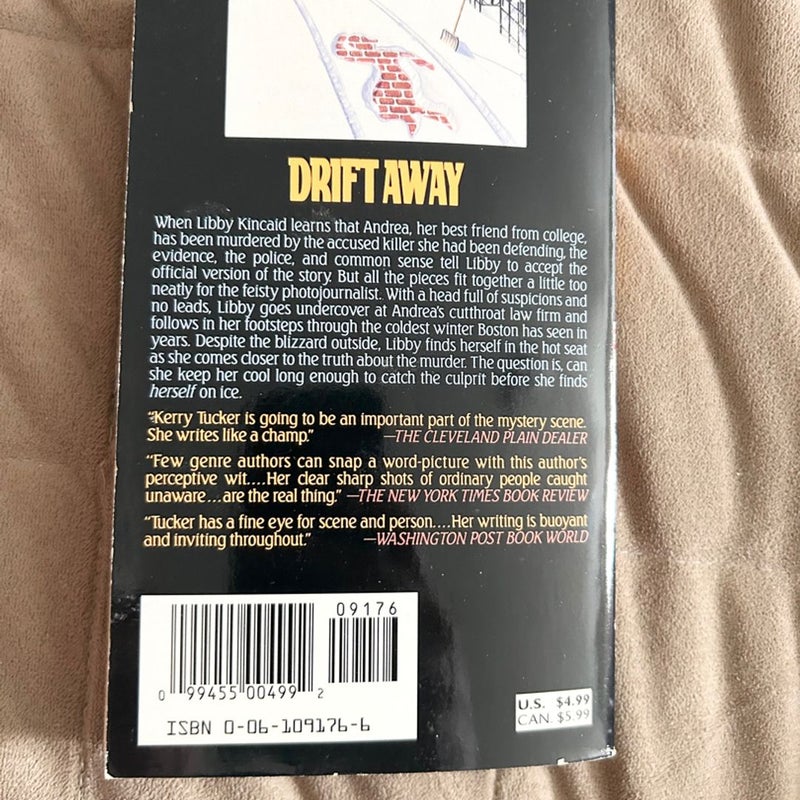 DRIFT AWAY
When Libby Kincaid learns that Andrea, her best friend from college,
has been murdered by the accused killer she had been defending, the
evidence, the police, and common sense tell Libby to accept the
official version of the story. But all the pieces fit together a little too
neatly for the feisty photojournalist. With a head full of suspicions and
no leads, Libby goes undercover at Andrea's cutthroat law firm and
follows in her footsteps through the coldest winter Boston has seen in
years. Despite the blizzard outside, Libby finds herself in the hot seat
as she comes closer to the truth about the murder. The question is, can
she keep her cool long enough to catch the culprit before she finds
herself on ice.
"Kerry Tucker is going to be an important part of the mystery scene.
She writes like a champ." —THE CLEVELAND PLAIN DEALER
"Few genre authors can snap a word-picture with this author's
perceptive wit....Her clear sharp shots of ordinary people caught
unaware...are the real thing." —THE NEW YORK TIMES BOOK REVIEW
"Tucker has a fine eye for scene and person....Her writing is buoyant
and inviting throughout." —WASHINGTON POST BOOK WORLD
09176
0 99455 00499 2
ISBN 0-06-109176-6
U.S. $4.99
CAN. $5.99